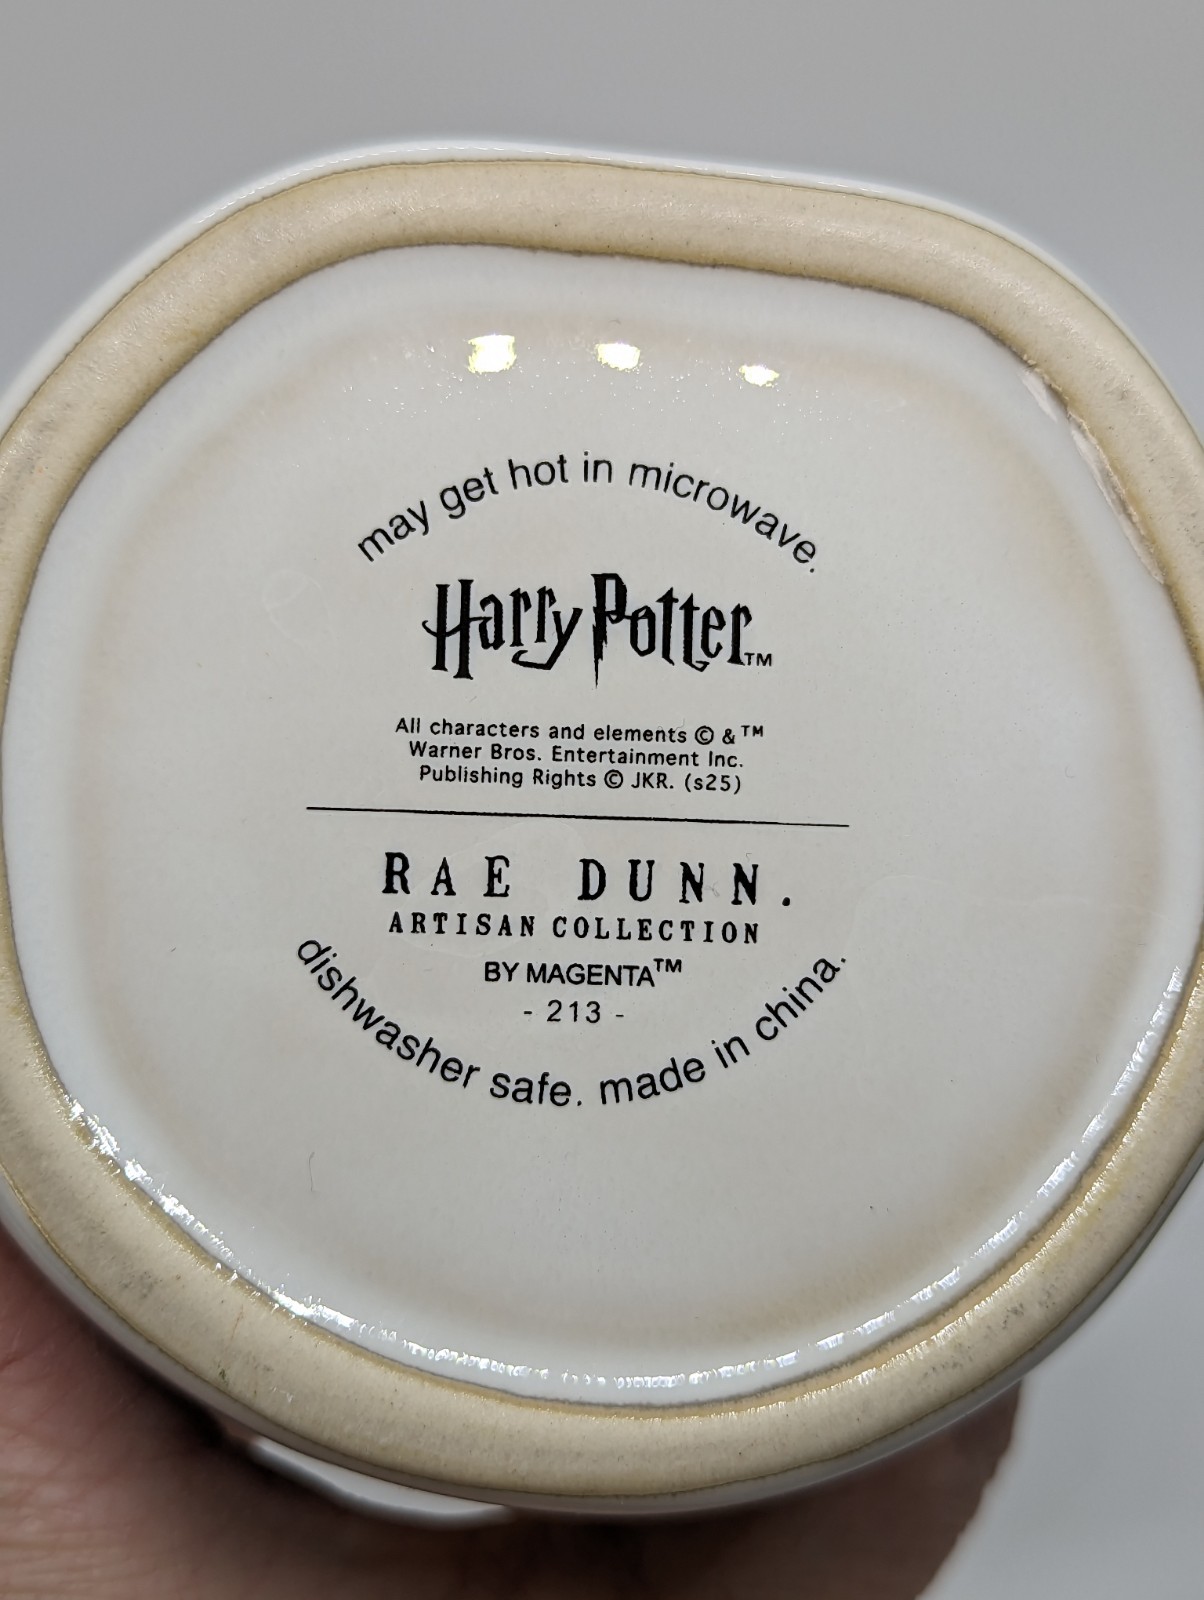 may get hot in microwave.
Harry Potter™
All characters and elements © & ™
Warner Bros. Entertainment Inc.
Publishing Rights © JKR. (s25)
RAE DUNN.
ARTISAN COLLECTION
BY MAGENTA™
- 213 -
dishwasher safe. made in china.